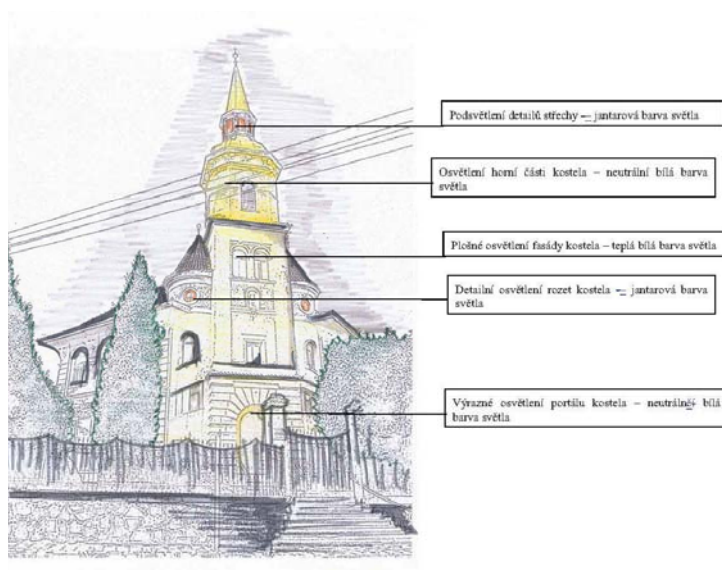 Podsvětlení detailů střechy – jantarová barva světla
Osvětlení horní části kostela – neutrální bílá barva
světla
Plošné osvětlení fasády kostela – teplá bílá barva světla
Detailní osvětlení rozet kostela – jantarová barva
světla
Výrazné osvětlení portálu kostela – neutrální bílá
barva světla